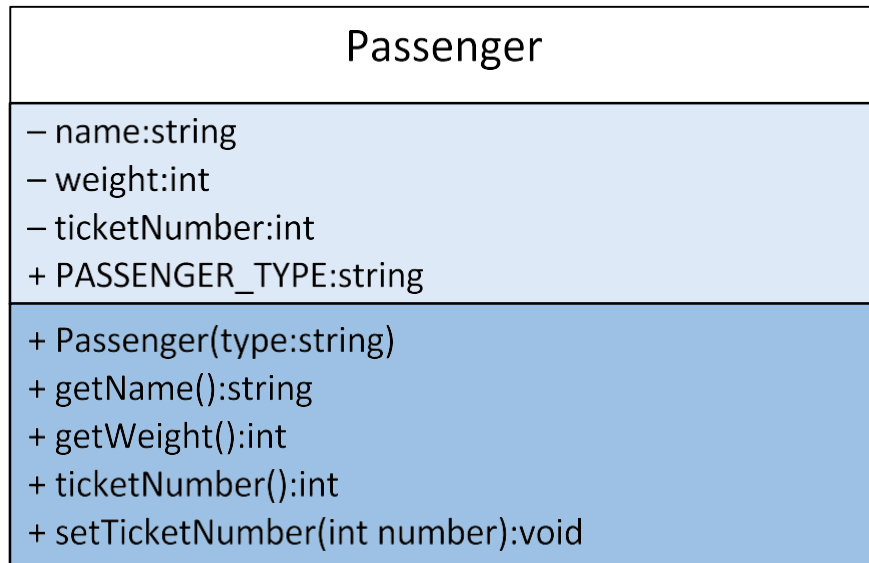 Passenger
– name:string
– weight:int
– ticketNumber:int
+ PASSENGER_TYPE:string
+ Passenger(type:string)
+ getName():string
+ getWeight():int
+ ticketNumber():int
+ setTicketNumber(int number):void